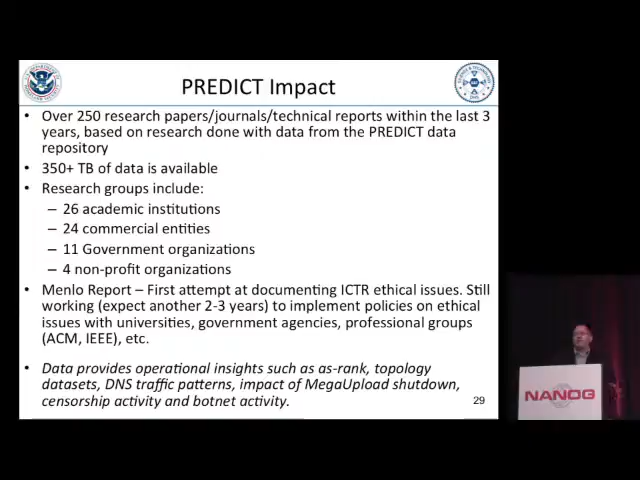 PREDICT Impact
• Over 250 research papers/journals/technical reports within the last 3
years, based on research done with data from the PREDICT data
repository
• 350+ TB of data is available
• Research groups include:
– 26 academic institutions
– 24 commercial entities
– 11 Government organizations
– 4 non-profit organizations
• Menlo Report – First attempt at documenting ICTR ethical issues. Still
working (expect another 2-3 years) to implement policies on ethical
issues with universities, government agencies, professional groups
(ACM, IEEE), etc.
• Data provides operational insights such as as-rank, topology
datasets, DNS traffic patterns, impact of MegaUpload shutdown,
censorship activity and botnet activity.
29
NANOG